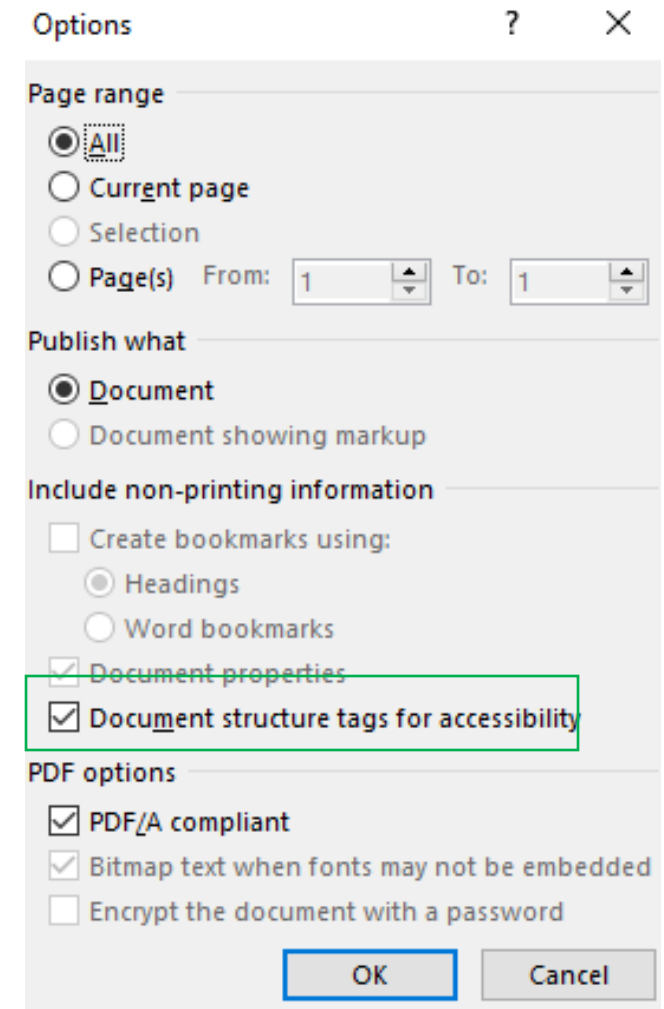 Options ?
Page range
All
Current page
Selection
Page(s) From: 1 To: 1
Publish what
Document
Document showing markup
Include non-printing information
Create bookmarks using:
Headings
Word bookmarks
Document properties
Document structure tags for accessibility
PDF options
PDF/A compliant
Bitmap text when fonts may not be embedded
Encrypt the document with a password
OK Cancel